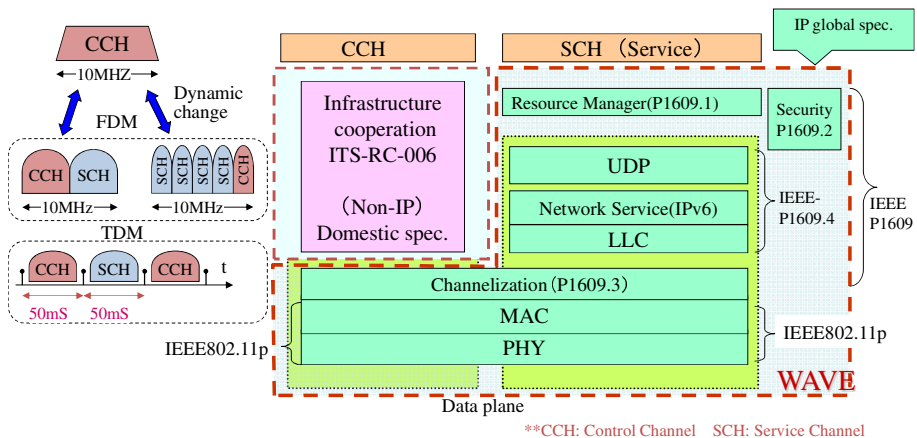 CCH
10MHZ
Dynamic
change
FDM
CCH
SCH
10MHz
SCH
SCH
SCH
SCH
CCH
10MHz
TDM
CCH
SCH
CCH
t
50mS
50mS
CCH
SCH（Service）
IP global spec.
Infrastructure
cooperation
ITS-RC-006
（Non-IP）
Domestic spec.
Resource Manager(P1609.1)
Security
P1609.2
UDP
Network Service(IPv6)
LLC
IEEE-
P1609.4
IEEE
P1609
Channelization（P1609.3）
MAC
PHY
IEEE802.11p
IEEE802.11p
WAVE
Data plane
**CCH: Control Channel SCH: Service Channel